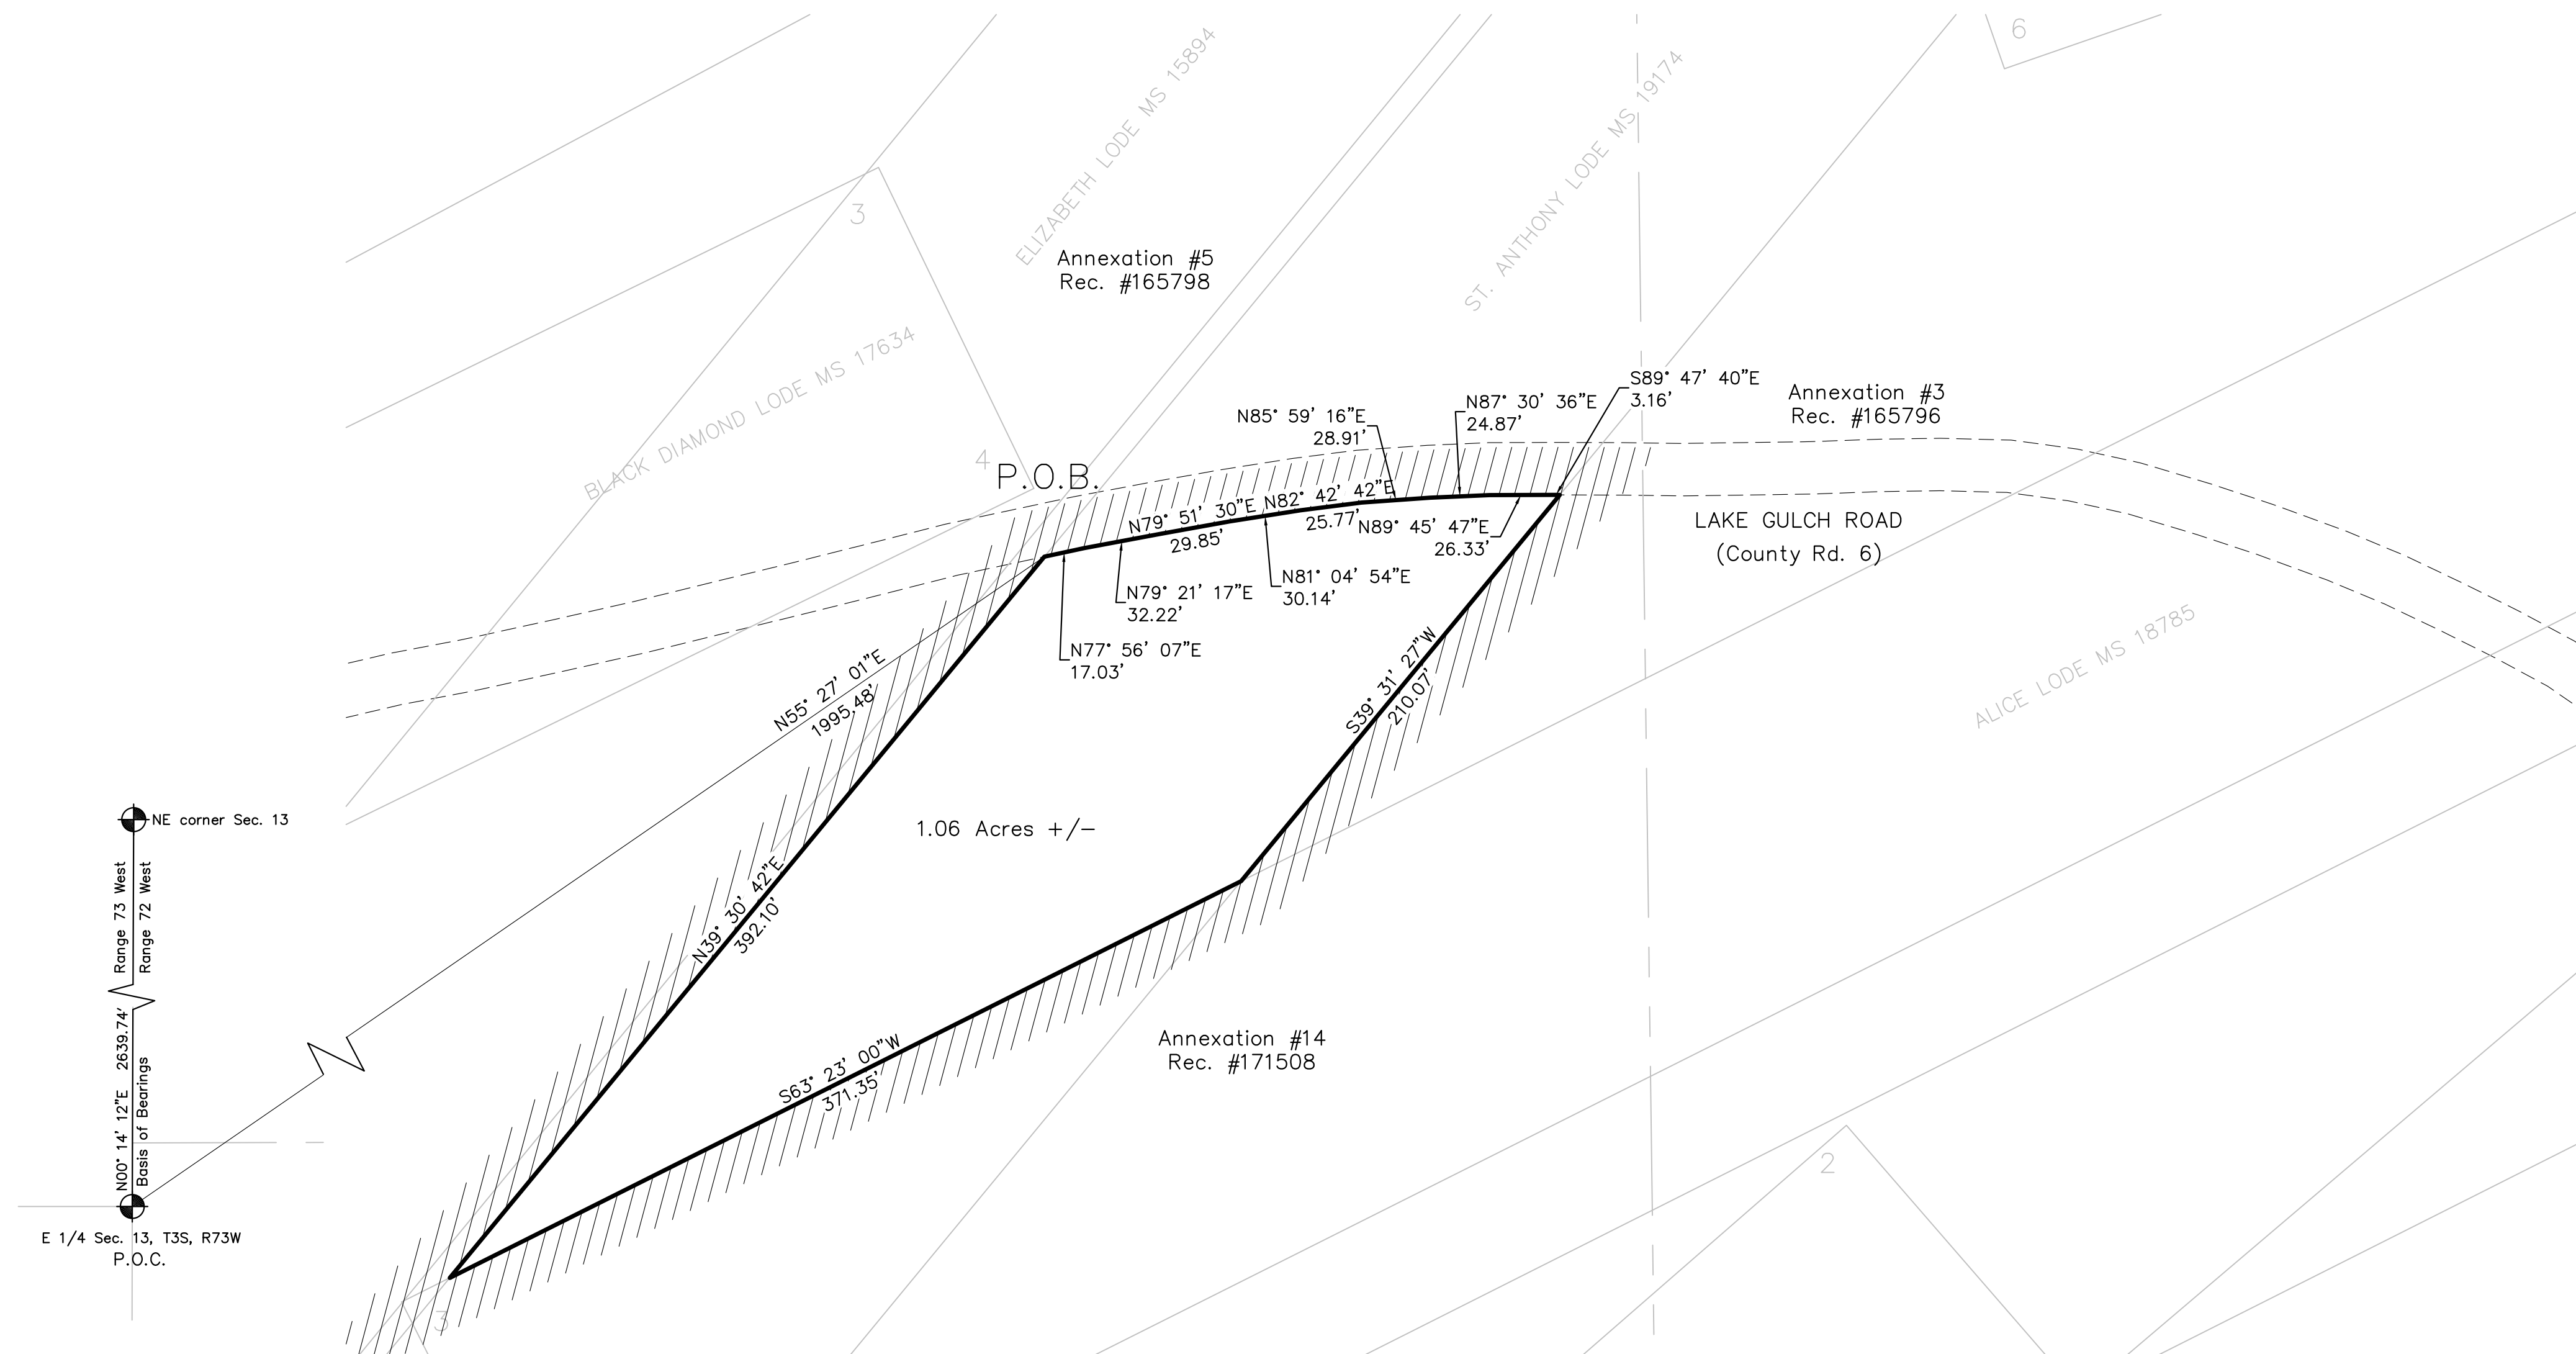 6
ELIZABETH LODE MS 15894
ST. ANTHONY LODE MS 19174
3
Annexation #5
Rec. #165798
BLACK DIAMOND LODE MS 17634
4
P.O.B.
S89° 47' 40"E
3.16'
Annexation #3
Rec. #165796
N87° 30' 36"E
24.87'
N85° 59' 16"E
28.91'
N82° 42' 42"E
25.77'
N79° 51' 30"E
29.85'
N89° 45' 47"E
26.33'
LAKE GULCH ROAD
(County Rd. 6)
N81° 04' 54"E
30.14'
N79° 21' 17"E
32.22'
N77° 56' 07"E
17.03'
N55° 27' 01"E
1995.48'
S39° 31' 27"W
210.07'
ALICE LODE MS 18785
NE corner Sec. 13
1.06 Acres +/-
Range 73 West
Range 72 West
N39° 30' 42"E
392.10'
N00° 14' 12"E 2639.74'
Basis of Bearings
Annexation #14
Rec. #171508
S63° 23' 00"W
371.35'
2
E 1/4 Sec. 13, T3S, R73W
P.O.C.
3